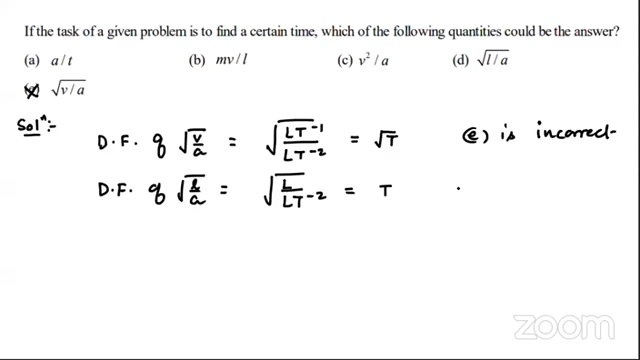 If the task of a given problem is to find a certain time, which of the following quantities could be the answer?
(a) a/t (b) mv/l (c) v²/a (d) √(l/a)
√(v/a)
Solⁿ:-
D.F. of √(v/a) = √(LT⁻¹/LT⁻²) = √T (e) is incorrect
D.F. of √(l/a) = √(L/LT⁻²) = T
zoom